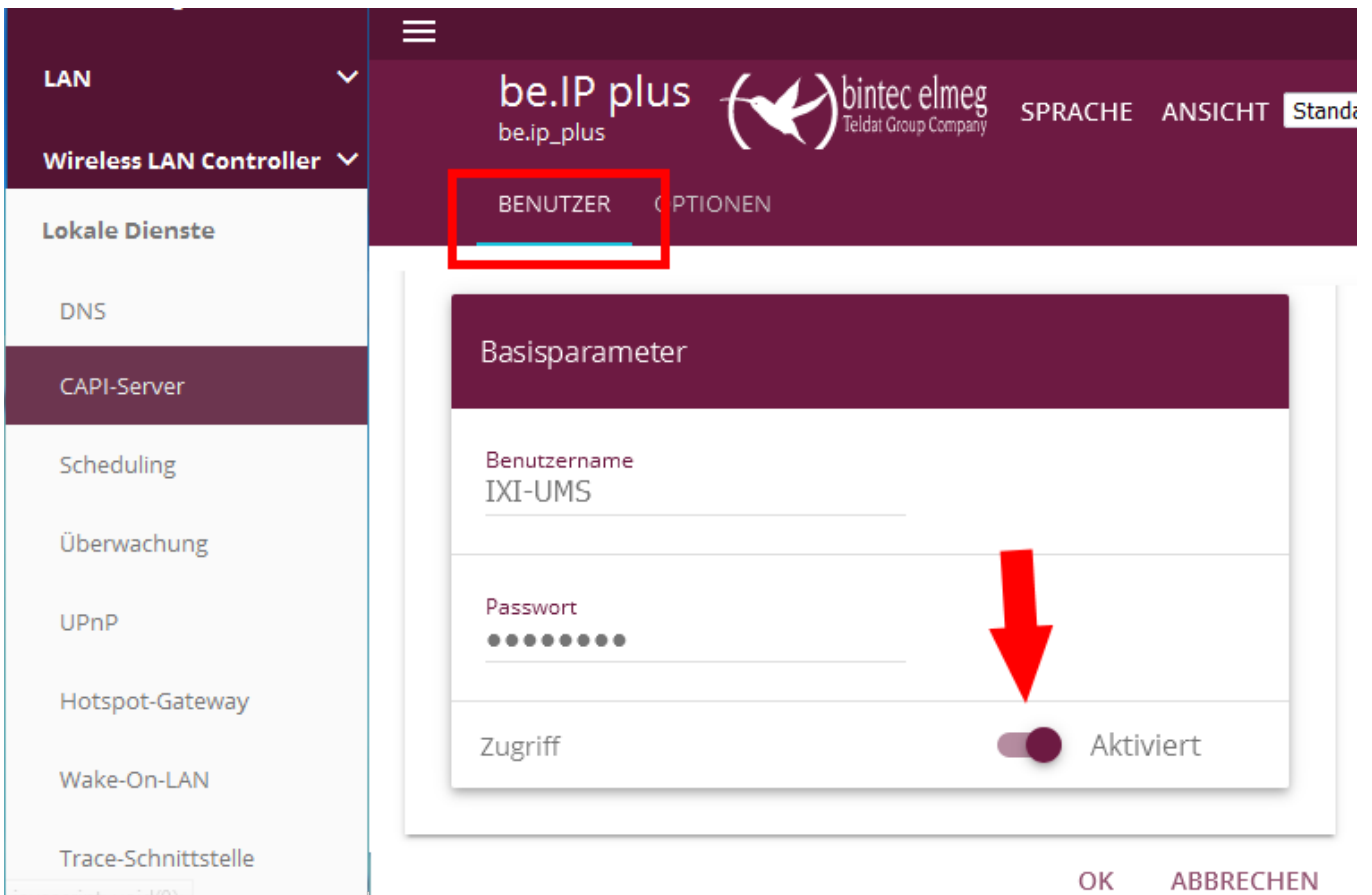 LAN
Wireless LAN Controller
Lokale Dienste
DNS
CAPI-Server
Scheduling
Überwachung
UPnP
Hotspot-Gateway
Wake-On-LAN
Trace-Schnittstelle
be.IP plus
be.ip_plus
bintec elmeg
Teldat Group Company
SPRACHE ANSICHT
BENUTZER OPTIONEN
Basisparameter
Benutzername
IXI-UMS
Passwort
••••••••
Zugriff Aktiviert
OK ABBRECHEN